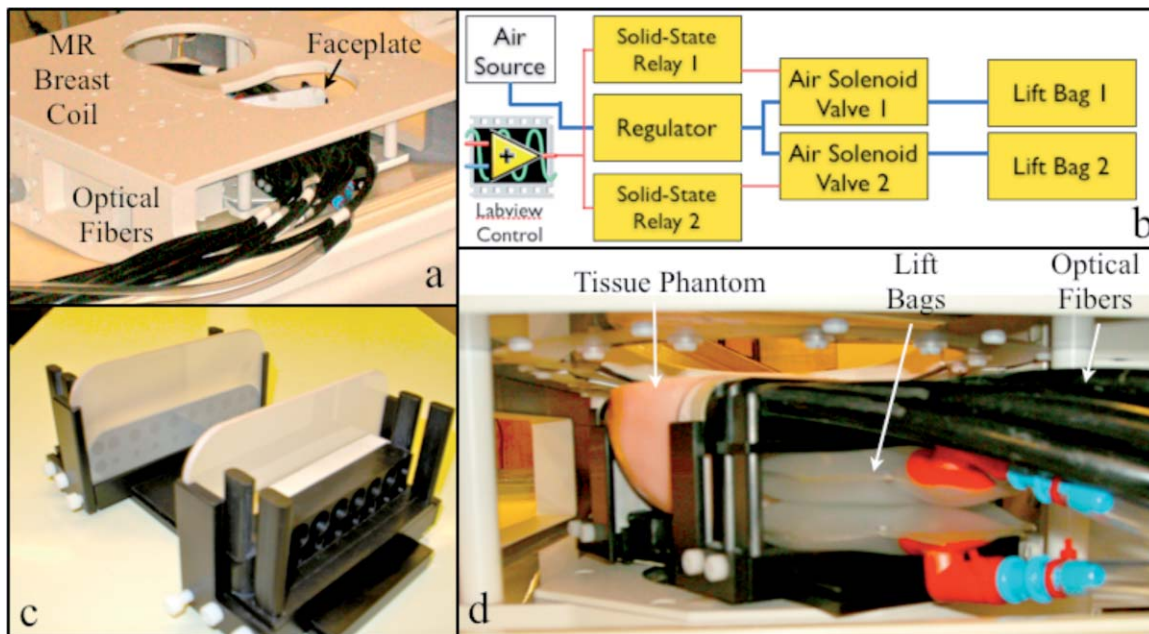 MR
Breast
Coil
Faceplate
Optical
Fibers
a
Air
Source
Labview
Control
Solid-State
Relay 1
Regulator
Solid-State
Relay 2
Air Solenoid
Valve 1
Air Solenoid
Valve 2
Lift Bag 1
Lift Bag 2
b
c
Tissue Phantom
Lift
Bags
Optical
Fibers
d